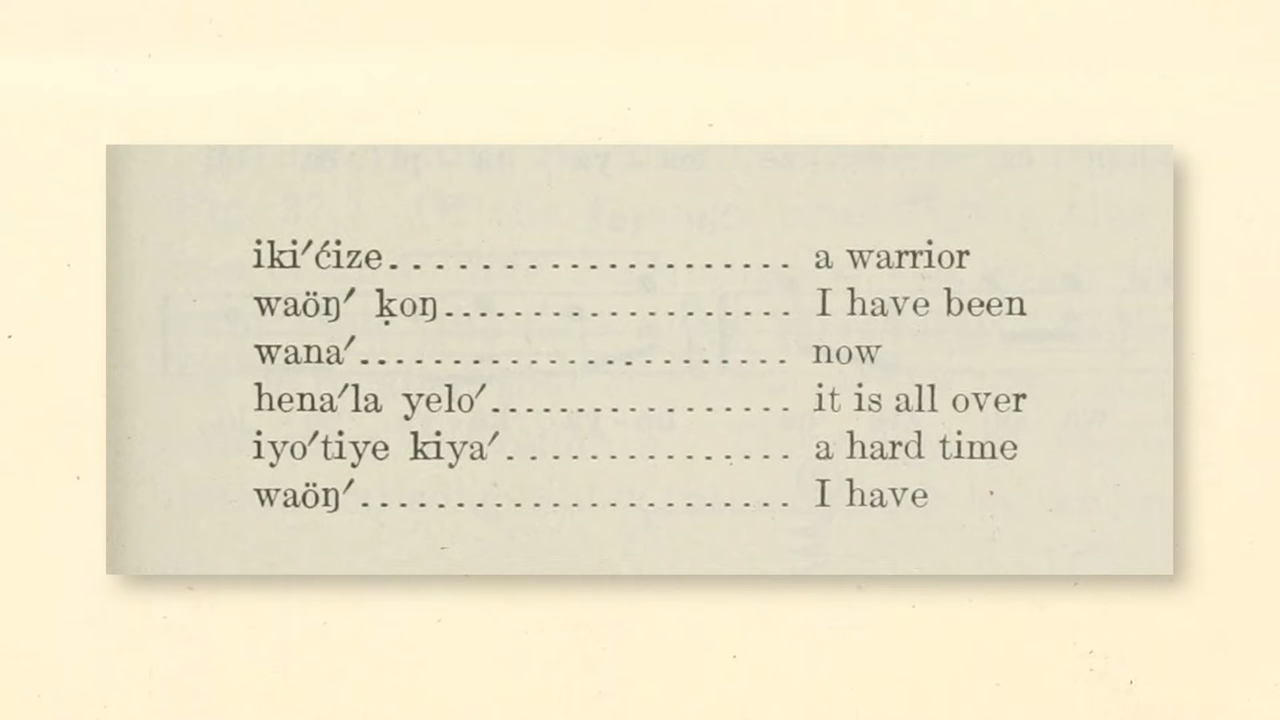 iki′ćize...................... a warrior
waöŋ′ ḳoŋ................... I have been
wana′........................ now
hena′la yelo′................ it is all over
iyo′tiye kiya′............... a hard time
waöŋ′........................ I have